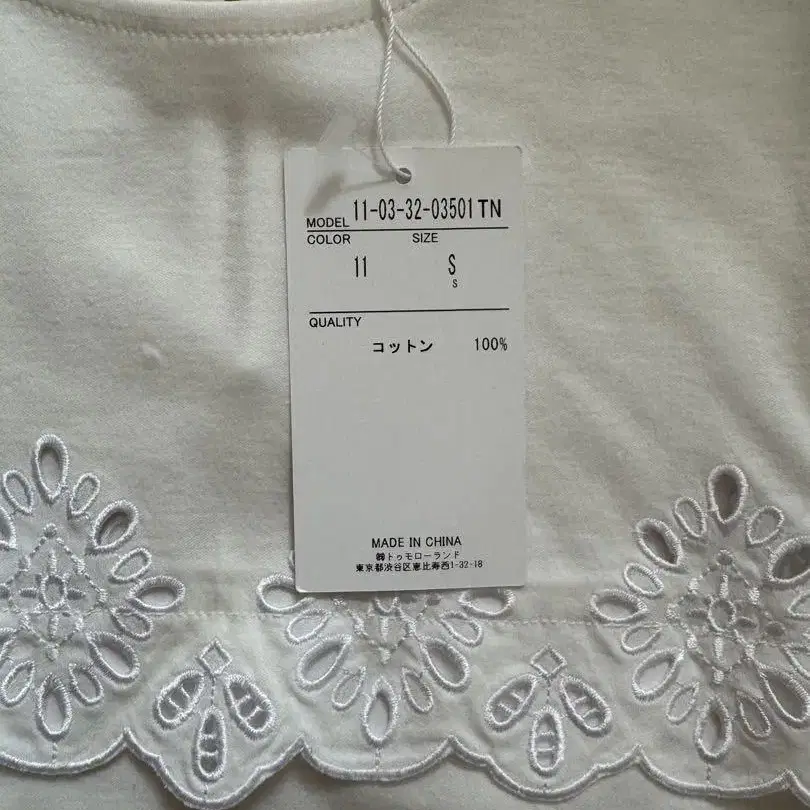 MODEL 11-03-32-03501TN
COLOR SIZE
11 S
S
QUALITY
コットン 100%
MADE IN CHINA
㈱トゥモローランド
東京都渋谷区恵比寿西1-32-18